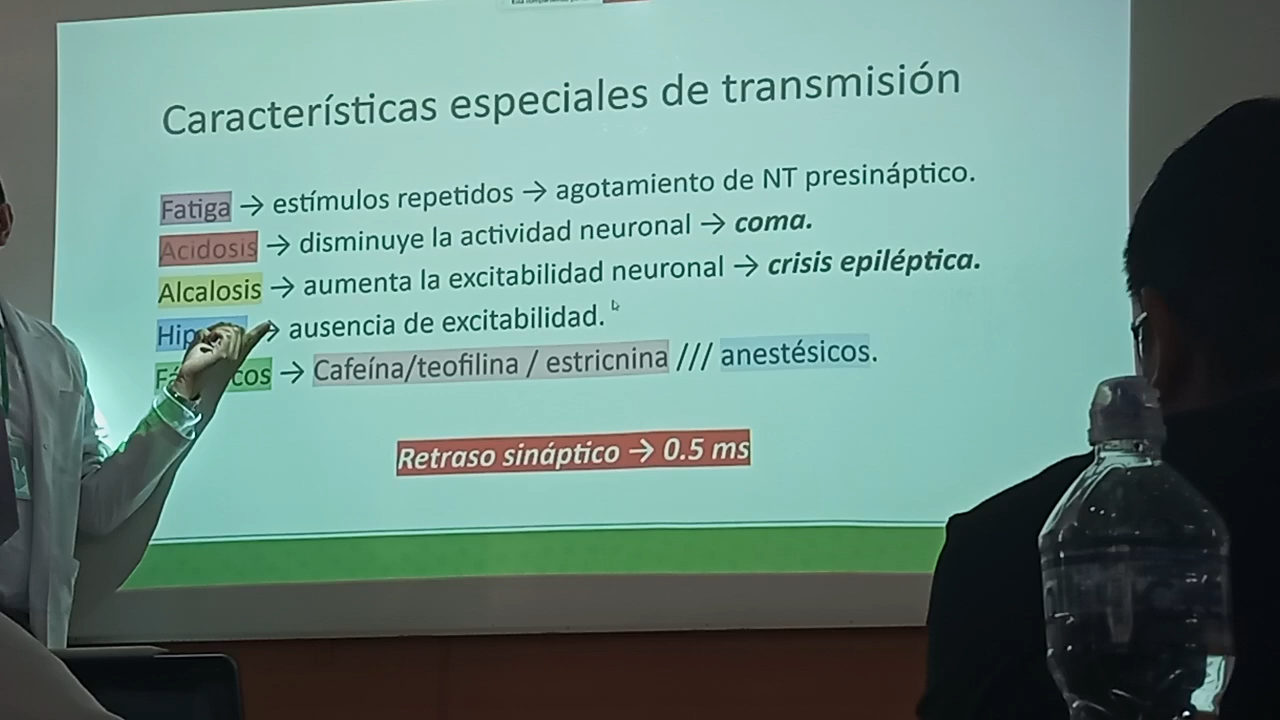 Características especiales de transmisión
Fatiga → estímulos repetidos → agotamiento de NT presináptico.
Acidosis → disminuye la actividad neuronal → coma.
Alcalosis → aumenta la excitabilidad neuronal → crisis epiléptica.
→ ausencia de excitabilidad.
→ Cafeína/teofilina / estricnina /// anestésicos.
Retraso sináptico → 0.5 ms